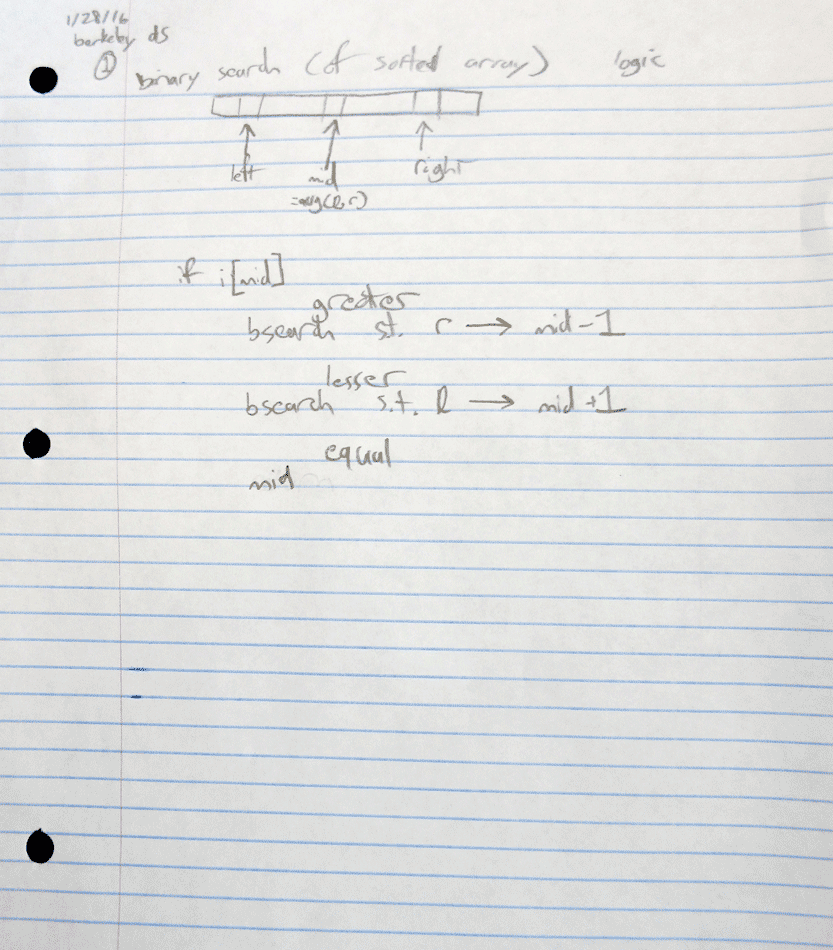 1/28/16
berkeley ds
① binary search (of sorted array) logic
left mid right
=avg(l,r)
if i[mid]
greater
bsearch st. r → mid-1
lesser
bsearch s.t. l → mid+1
equal
mid